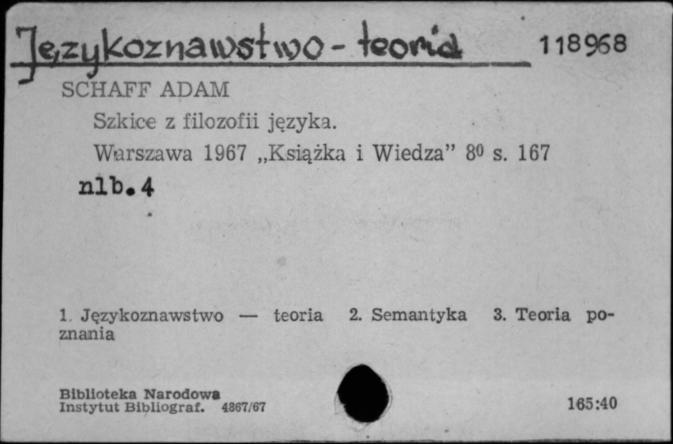 Językoznawstwo - teoria 118968
SCHAFF ADAM
Szkice z filozofii języka.
Warszawa 1967 „Książka i Wiedza” 8⁰ s. 167
nlb. 4
1. Językoznawstwo — teoria 2. Semantyka 3. Teoria po-
znania
Biblioteka Narodowa
Instytut Bibliograf. 4867/67 165:40